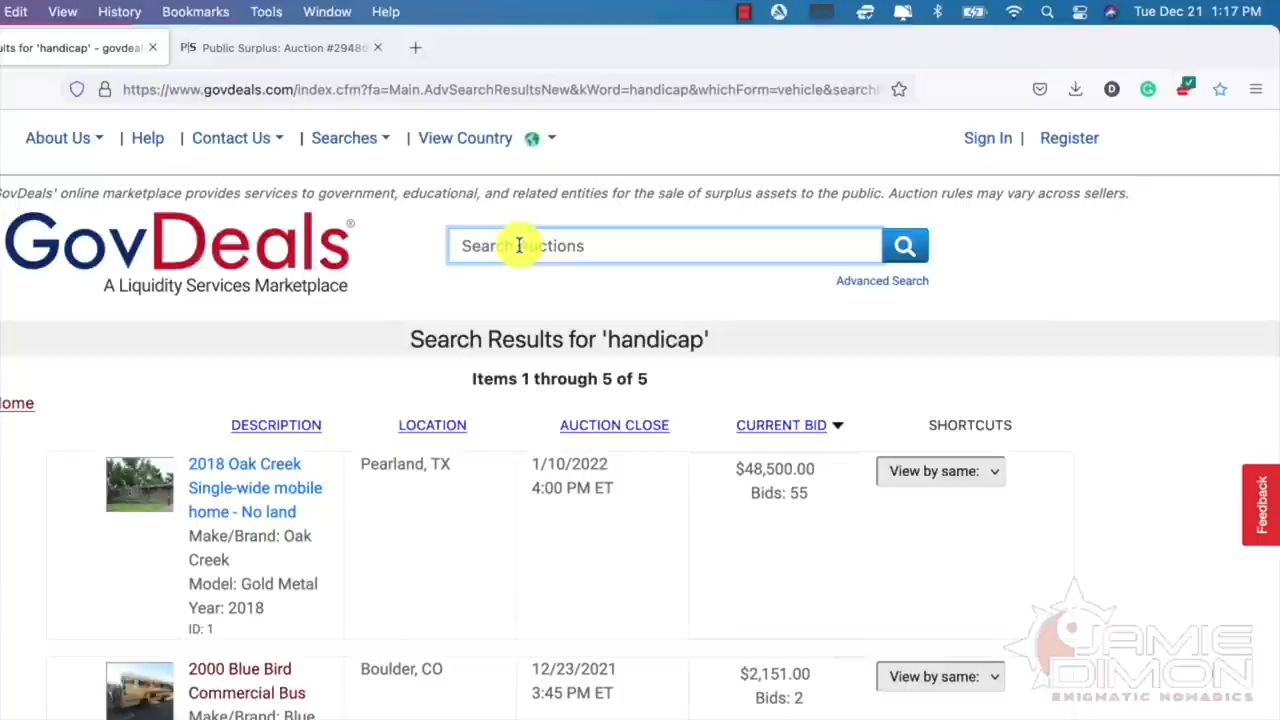 Edit View History Bookmarks Tools Window Help Tue Dec 21 1:17 PM
lts for 'handicap' - govdeal × P|S Public Surplus: Auction #29486 × +
https://www.govdeals.com/index.cfm?fa=Main.AdvSearchResultsNew&kWord=handicap&whichForm=vehicle&searchl
About Us | Help | Contact Us | Searches | View Country Sign In | Register
GovDeals' online marketplace provides services to government, educational, and related entities for the sale of surplus assets to the public. Auction rules may vary across sellers.
GovDeals®
A Liquidity Services Marketplace
Search Auctions
Advanced Search
Search Results for 'handicap'
Items 1 through 5 of 5
ome
DESCRIPTION LOCATION AUCTION CLOSE CURRENT BID SHORTCUTS
2018 Oak Creek Pearland, TX 1/10/2022 $48,500.00 View by same:
Single-wide mobile 4:00 PM ET Bids: 55
home - No land
Make/Brand: Oak
Creek
Model: Gold Metal
Year: 2018
ID: 1
2000 Blue Bird Boulder, CO 12/23/2021 $2,151.00 View by same:
Commercial Bus 3:45 PM ET Bids: 2
Make/Brand: Blue
Feedback
JAMIE
DIMON
ENIGMATIC NOMADICS